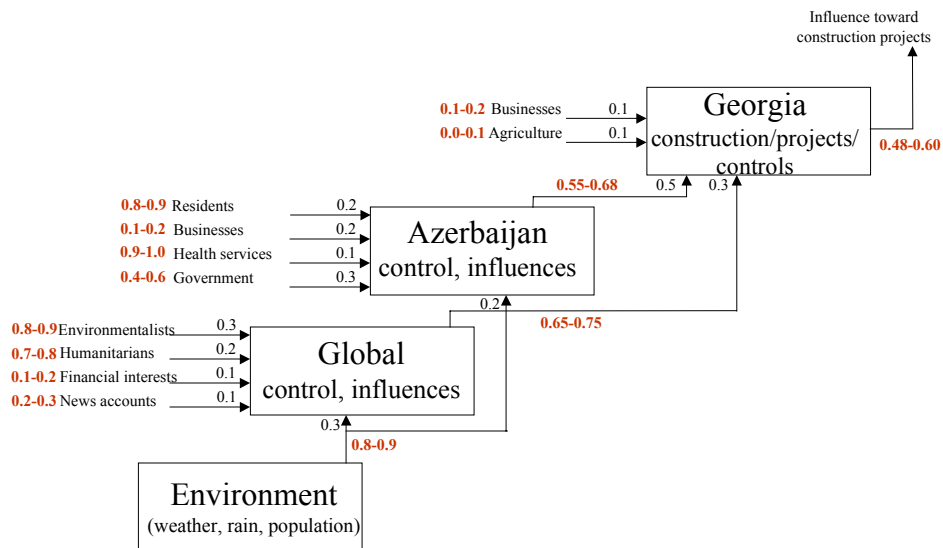 Influence toward
construction projects
Georgia
construction/projects/
controls
0.1-0.2 Businesses 0.1
0.0-0.1 Agriculture 0.1
0.48-0.60
0.55-0.68 0.5 0.3
0.8-0.9 Residents 0.2
0.1-0.2 Businesses 0.2
0.9-1.0 Health services 0.1
0.4-0.6 Government 0.3
Azerbaijan
control, influences
0.2
0.65-0.75
0.8-0.9 Environmentalists 0.3
0.7-0.8 Humanitarians 0.2
0.1-0.2 Financial interests 0.1
0.2-0.3 News accounts 0.1
Global
control, influences
0.3
0.8-0.9
Environment
(weather, rain, population)